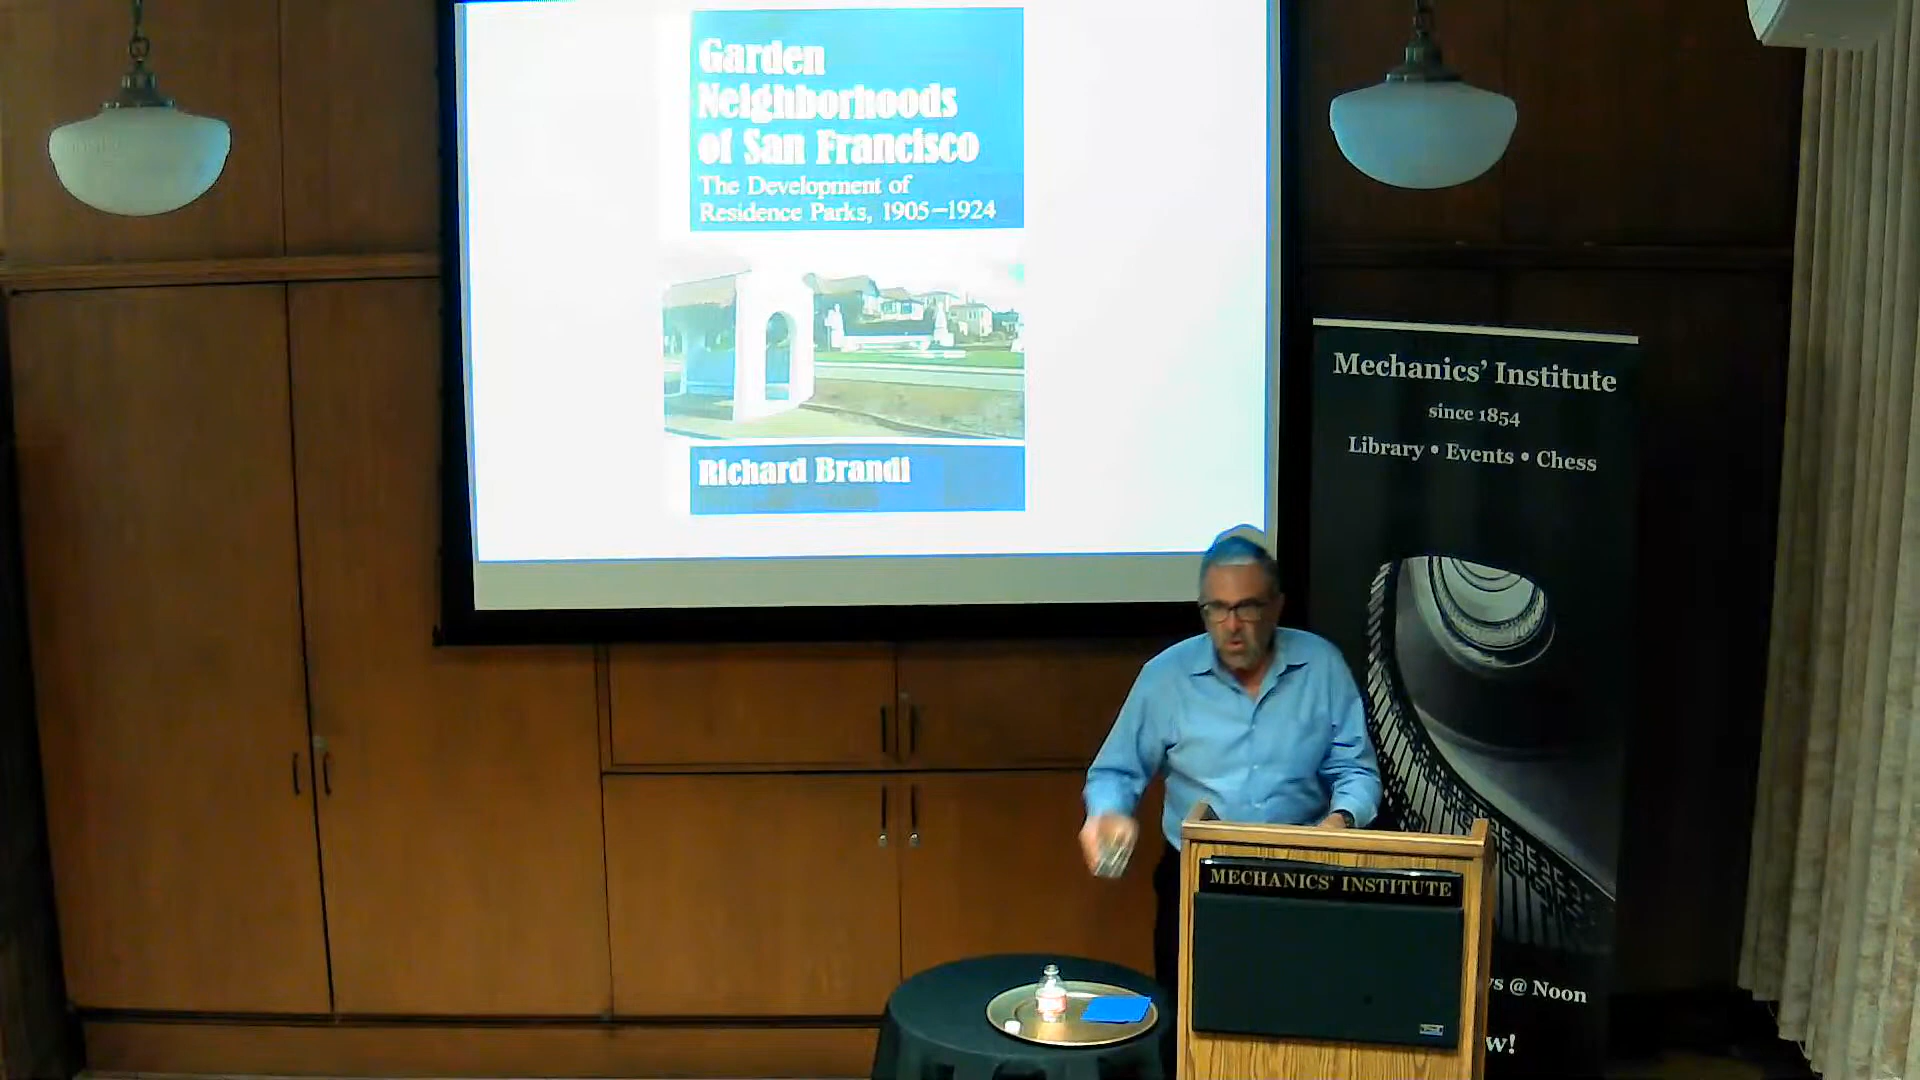 Garden
Neighborhoods
of San Francisco
The Development of
Residence Parks, 1905–1924
Richard Brandi
Mechanics' Institute
since 1854
Library • Events • Chess
@ Noon
MECHANICS' INSTITUTE